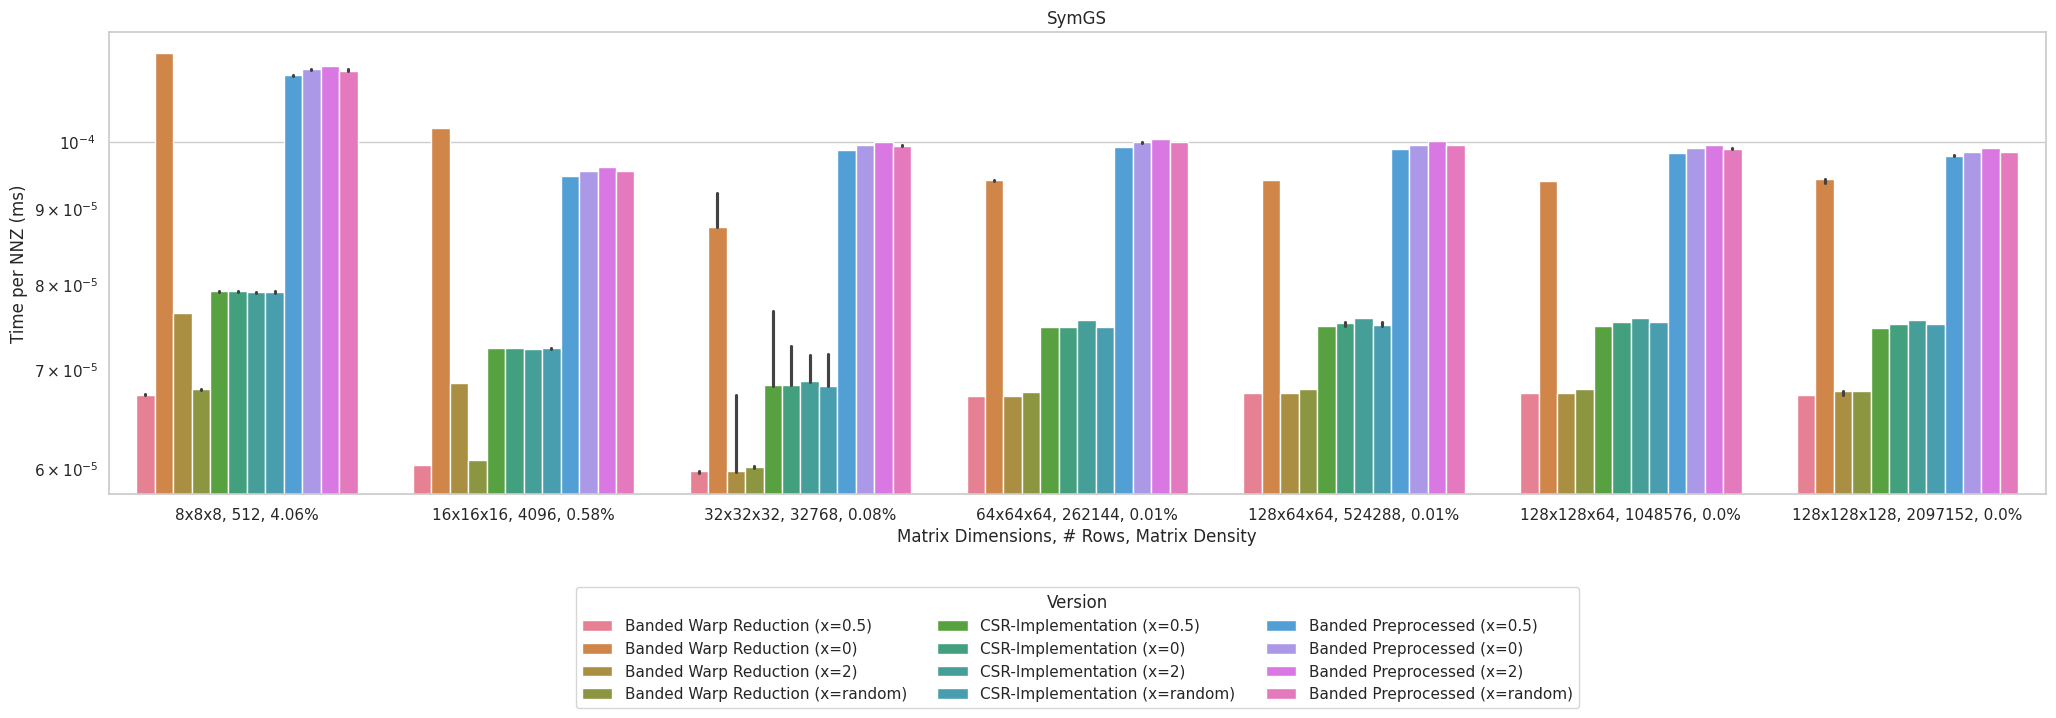 SymGS
Time per NNZ (ms)
10⁻⁴
9 × 10⁻⁵
8 × 10⁻⁵
7 × 10⁻⁵
6 × 10⁻⁵
8x8x8, 512, 4.06%
16x16x16, 4096, 0.58%
32x32x32, 32768, 0.08%
64x64x64, 262144, 0.01%
128x64x64, 524288, 0.01%
128x128x64, 1048576, 0.0%
128x128x128, 2097152, 0.0%
Matrix Dimensions, # Rows, Matrix Density
Version
Banded Warp Reduction (x=0.5)
Banded Warp Reduction (x=0)
Banded Warp Reduction (x=2)
Banded Warp Reduction (x=random)
CSR-Implementation (x=0.5)
CSR-Implementation (x=0)
CSR-Implementation (x=2)
CSR-Implementation (x=random)
Banded Preprocessed (x=0.5)
Banded Preprocessed (x=0)
Banded Preprocessed (x=2)
Banded Preprocessed (x=random)